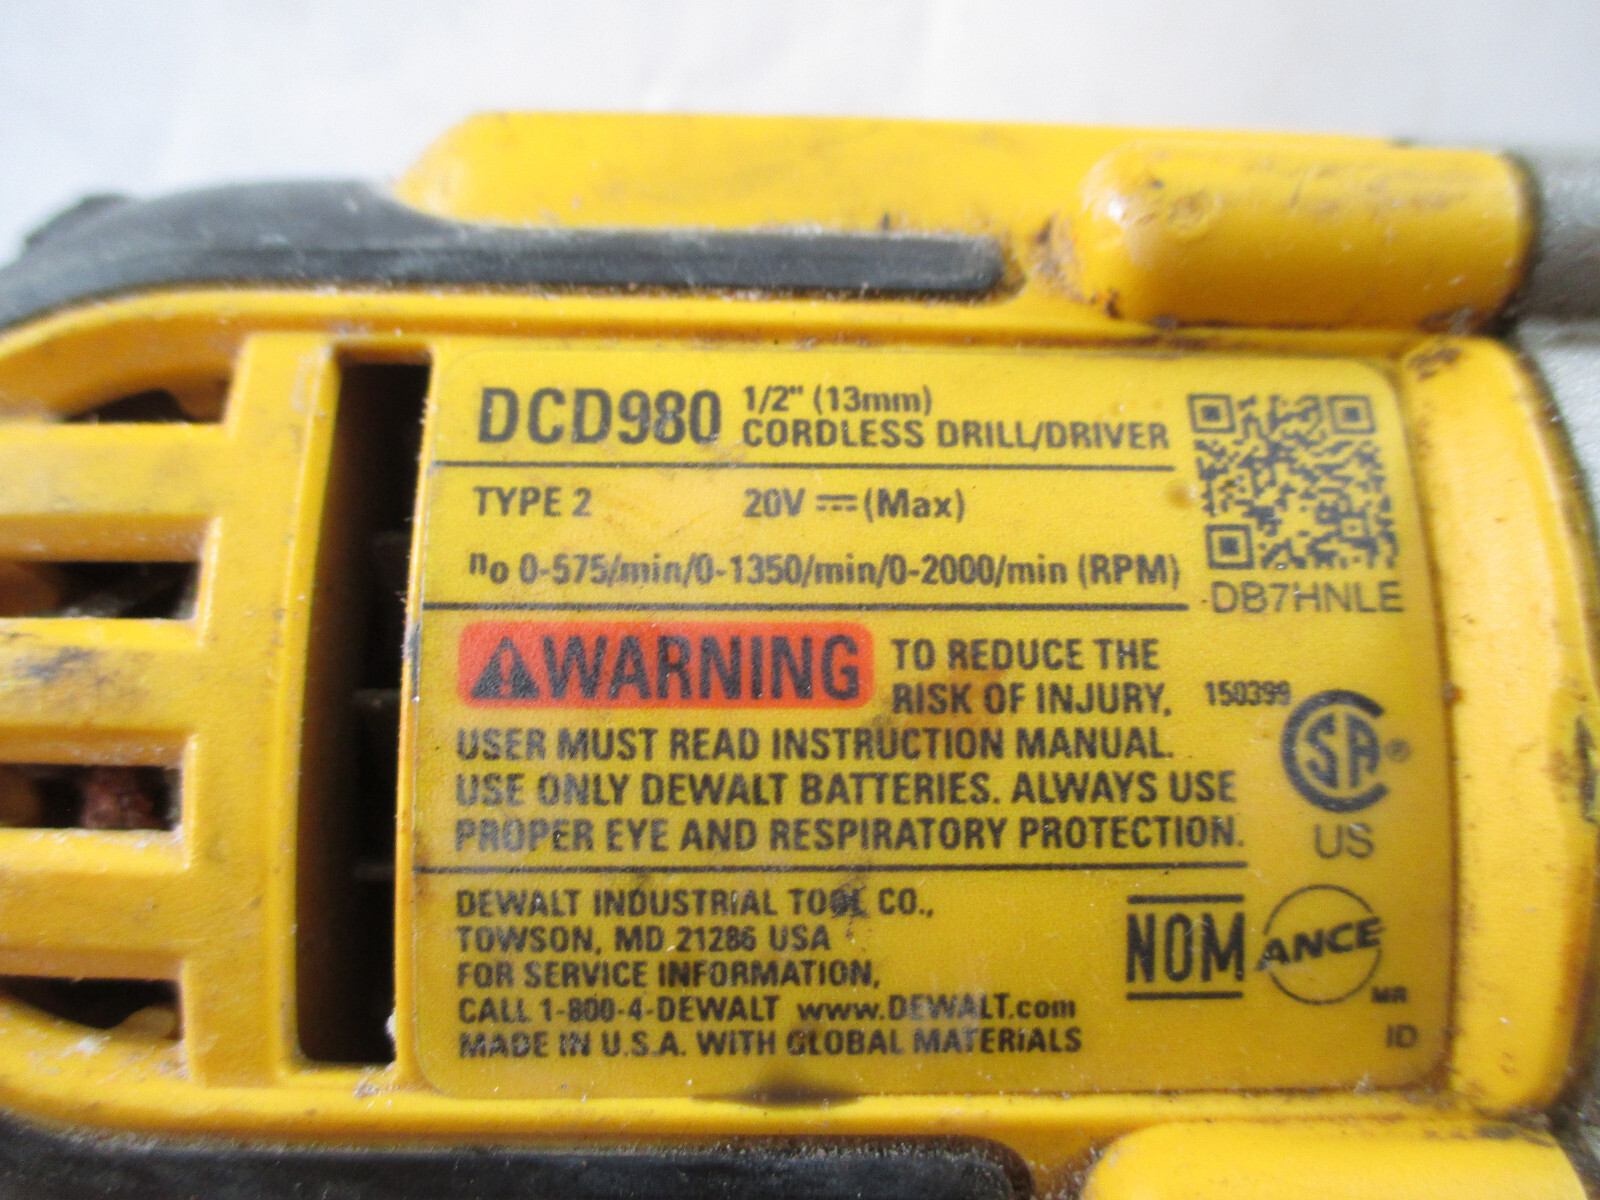 DCD980 1/2" (13mm)
CORDLESS DRILL/DRIVER
TYPE 2 20V ⎓ (Max)
no 0-575/min/0-1350/min/0-2000/min (RPM)
DB7HNLE
⚠WARNING TO REDUCE THE
RISK OF INJURY,
USER MUST READ INSTRUCTION MANUAL.
USE ONLY DEWALT BATTERIES. ALWAYS USE
PROPER EYE AND RESPIRATORY PROTECTION.
150399
SA®
US
DEWALT INDUSTRIAL TOOL CO.,
TOWSON, MD 21286 USA
FOR SERVICE INFORMATION,
CALL 1-800-4-DEWALT www.DEWALT.com
MADE IN U.S.A. WITH GLOBAL MATERIALS
NOM
ANCE
MR
ID